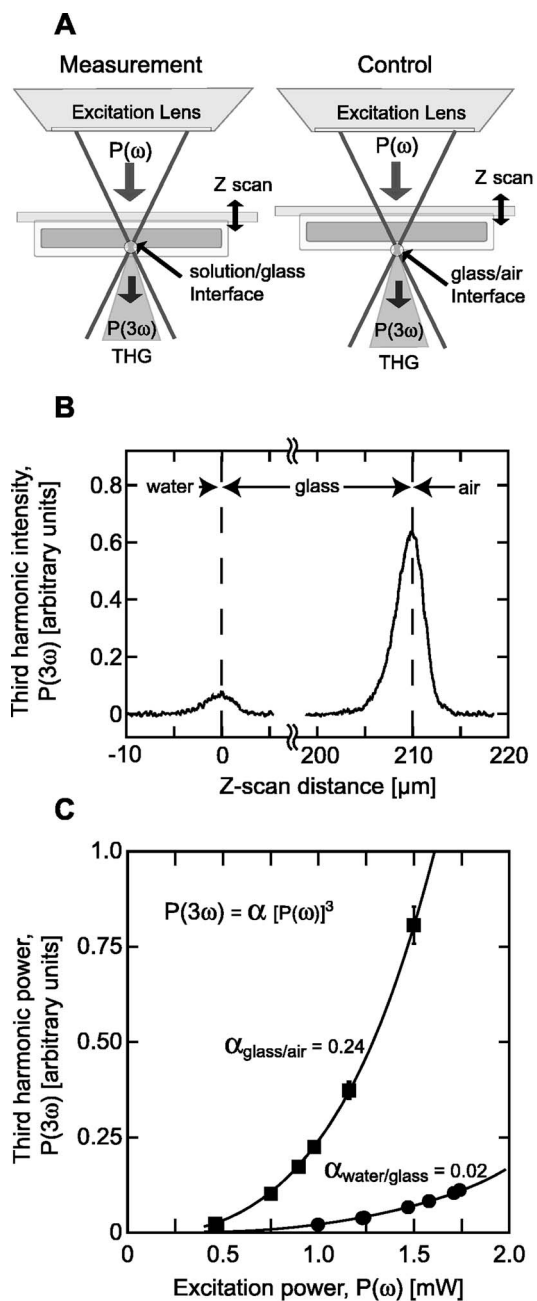 A
Measurement
Control
Excitation Lens
Excitation Lens
P(ω)
P(ω)
Z scan
Z scan
solution/glass
Interface
glass/air
Interface
P(3ω)
P(3ω)
THG
THG
B
Third harmonic intensity,
P(3ω) [arbitrary units]
0.8
0.6
0.4
0.2
0
water
glass
air
-10
0
200
210
220
Z-scan distance [µm]
C
Third harmonic power,
P(3ω) [arbitrary units]
1.0
0.75
0.50
0.25
0
P(3ω) = α [P(ω)]³
αglass/air = 0.24
αwater/glass = 0.02
0
0.5
1.0
1.5
2.0
Excitation power, P(ω) [mW]